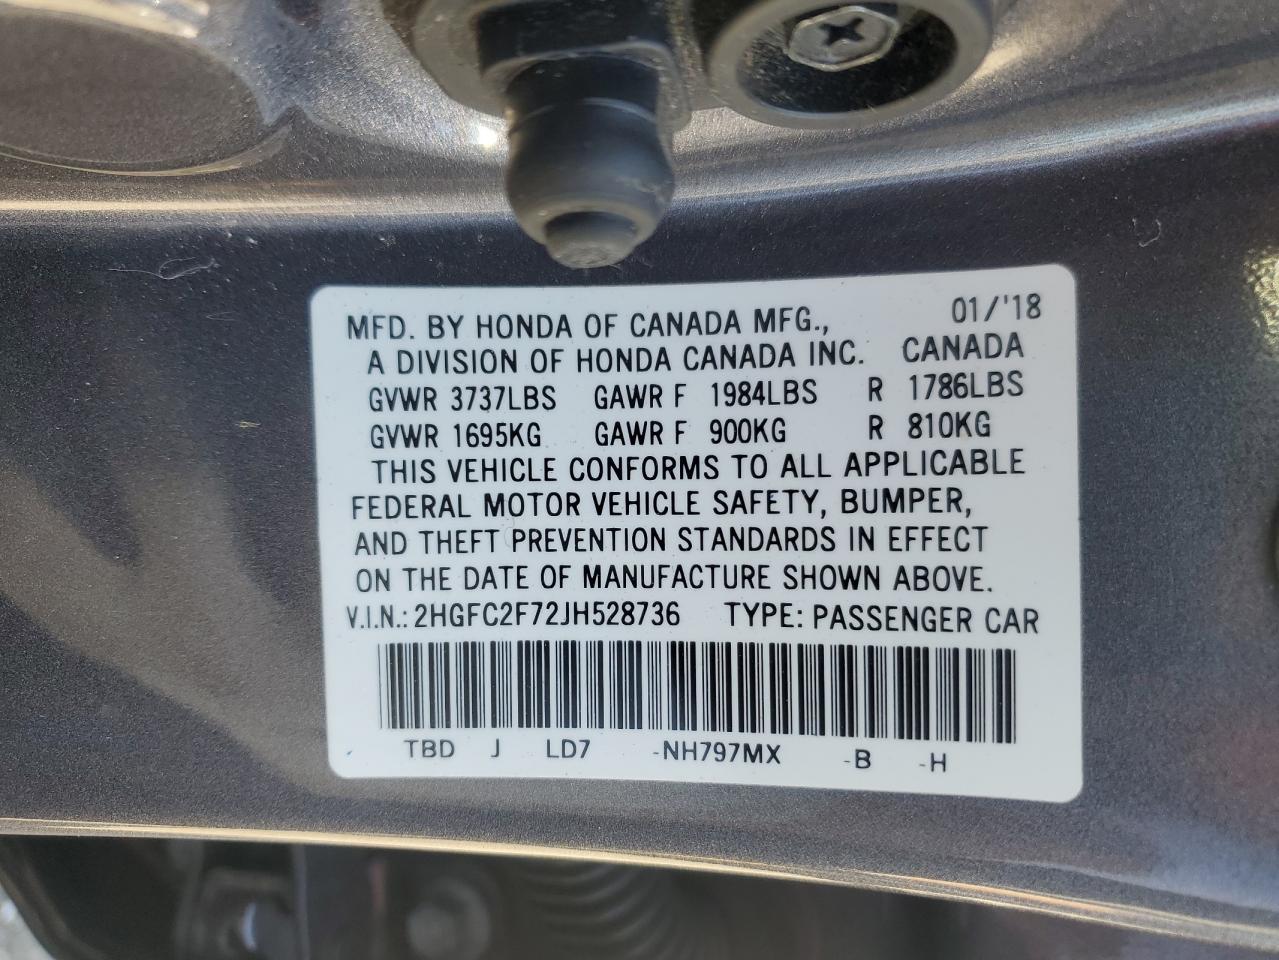 MFD. BY HONDA OF CANADA MFG., 01/'18
A DIVISION OF HONDA CANADA INC. CANADA
GVWR 3737LBS GAWR F 1984LBS R 1786LBS
GVWR 1695KG GAWR F 900KG R 810KG
THIS VEHICLE CONFORMS TO ALL APPLICABLE
FEDERAL MOTOR VEHICLE SAFETY, BUMPER,
AND THEFT PREVENTION STANDARDS IN EFFECT
ON THE DATE OF MANUFACTURE SHOWN ABOVE.
V.I.N.: 2HGFC2F72JH528736 TYPE: PASSENGER CAR
TBD J LD7 -NH797MX -B -H